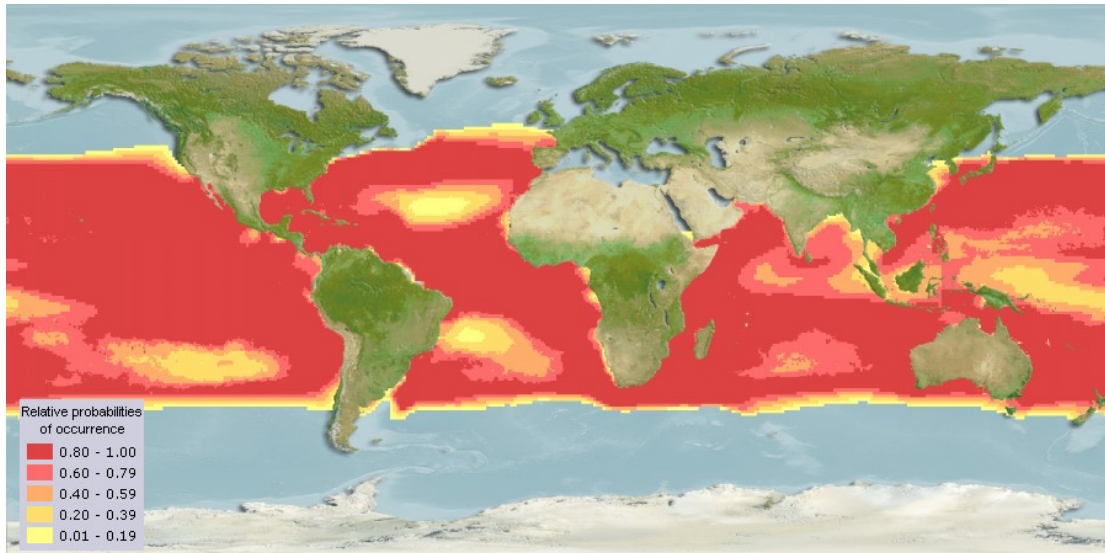 Relative probabilities
of occurrence
0.80 - 1.00
0.60 - 0.79
0.40 - 0.59
0.20 - 0.39
0.01 - 0.19